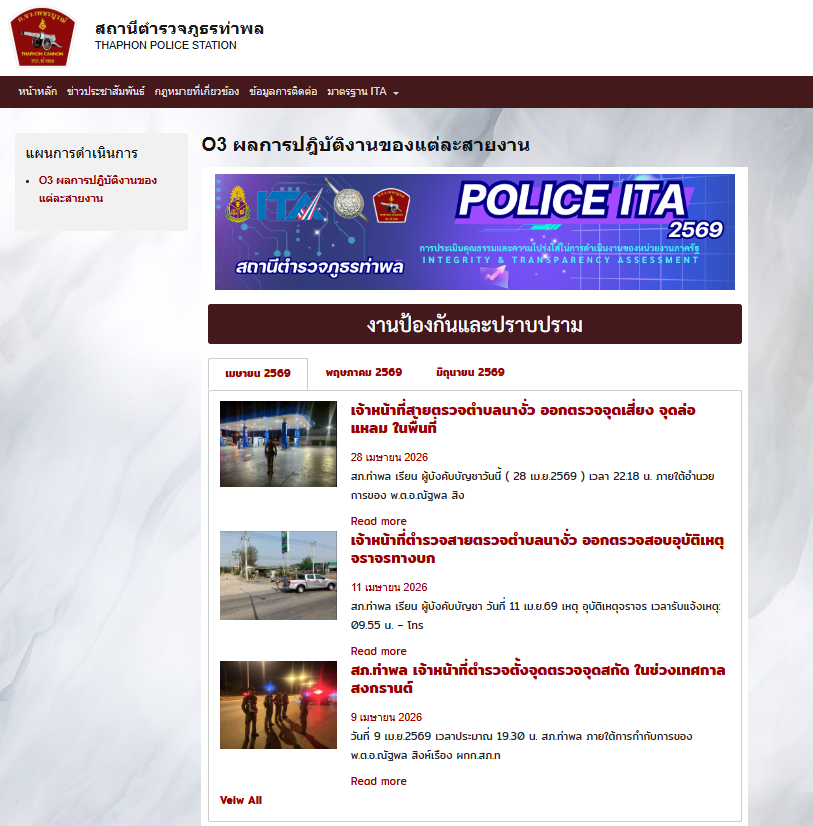 ภ.จว.เพชรบูรณ์
THAPHON CANNON
สภ.ท่าพล
สถานีตำรวจภูธรท่าพล
THAPHON POLICE STATION
หน้าหลัก ข่าวประชาสัมพันธ์ กฎหมายที่เกี่ยวข้อง ข้อมูลการติดต่อ มาตรฐาน ITA
แผนการดำเนินการ
O3 ผลการปฎิบัติงานของ
แต่ละสายงาน
O3 ผลการปฎิบัติงานของแต่ละสายงาน
ITA
POLICE ITA
2569
การประเมินคุณธรรมและความโปร่งใสในการดำเนินงานของหน่วยงานภาครัฐ
INTEGRITY & TRANSPARENCY ASSESSMENT
สถานีตำรวจภูธรท่าพล
งานป้องกันและปราบปราม
เมษายน 2569 พฤษภาคม 2569 มิถุนายน 2569
เจ้าหน้าที่สายตรวจตำบลนางั่ว ออกตรวจจุดเสี่ยง จุดล่อ
แหลม ในพื้นที่
28 เมษายน 2026
สภ.ท่าพล เรียน ผู้บังคับบัญชาวันนี้ ( 28 เม.ย.2569 ) เวลา 22.18 น. ภายใต้อำนวย
การของ พ.ต.อ.ณัฐพล สิง
Read more
เจ้าหน้าที่ตำรวจสายตรวจตำบลนางั่ว ออกตรวจสอบอุบัติเหตุ
จราจรทางบก
11 เมษายน 2026
สภ.ท่าพล เรียน ผู้บังคับบัญชา วันที่ 11 เม.ย.69 เหตุ อุบัติเหตุจราจร เวลารับแจ้งเหตุ:
09.55 น. – โทร
Read more
สภ.ท่าพล เจ้าหน้าที่ตำรวจตั้งจุดตรวจจุดสกัด ในช่วงเทศกาล
สงกรานต์
9 เมษายน 2026
วันที่ 9 เม.ย.2569 เวลาประมาณ 19.30 น. สภ.ท่าพล ภายใต้การกำกับการของ
พ.ต.อ.ณัฐพล สิงห์เรือง ผกก.สภ.ท
Read more
Veiw All